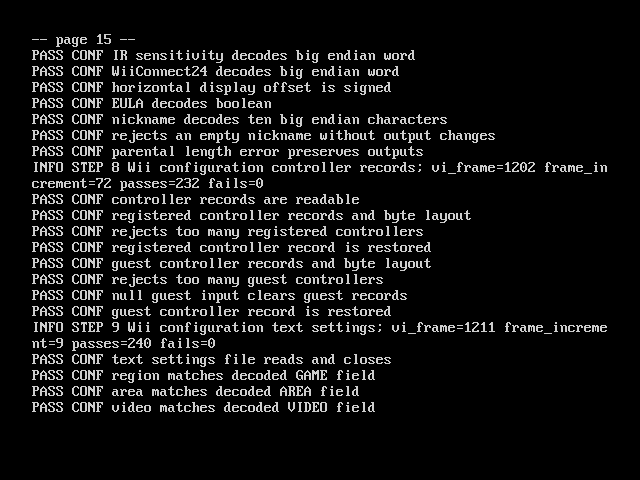 -- page 15 --
PASS CONF IR sensitivity decodes big endian word
PASS CONF WiiConnect24 decodes big endian word
PASS CONF horizontal display offset is signed
PASS CONF EULA decodes boolean
PASS CONF nickname decodes ten big endian characters
PASS CONF rejects an empty nickname without output changes
PASS CONF parental length error preserves outputs
INFO STEP 8 Wii configuration controller records; vi_frame=1202 frame_in
crement=72 passes=232 fails=0
PASS CONF controller records are readable
PASS CONF registered controller records and byte layout
PASS CONF rejects too many registered controllers
PASS CONF registered controller record is restored
PASS CONF guest controller records and byte layout
PASS CONF rejects too many guest controllers
PASS CONF null guest input clears guest records
PASS CONF guest controller record is restored
INFO STEP 9 Wii configuration text settings; vi_frame=1211 frame_increme
nt=9 passes=240 fails=0
PASS CONF text settings file reads and closes
PASS CONF region matches decoded GAME field
PASS CONF area matches decoded AREA field
PASS CONF video matches decoded VIDEO field